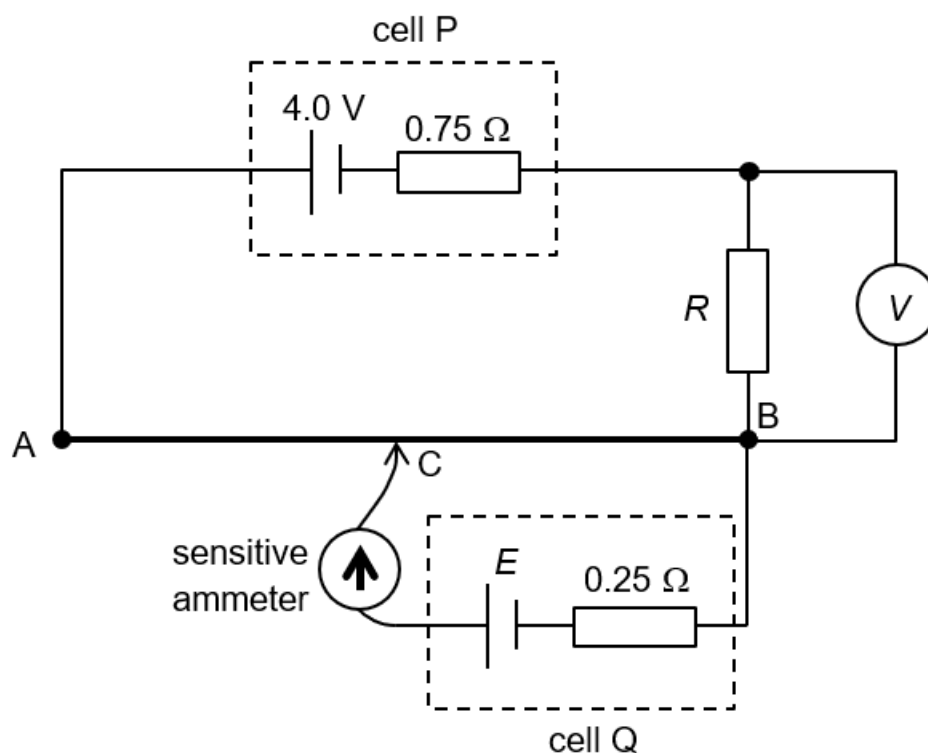 cell P
4.0 V
0.75 Ω
R
V
A
B
C
sensitive
ammeter
E
0.25 Ω
cell Q